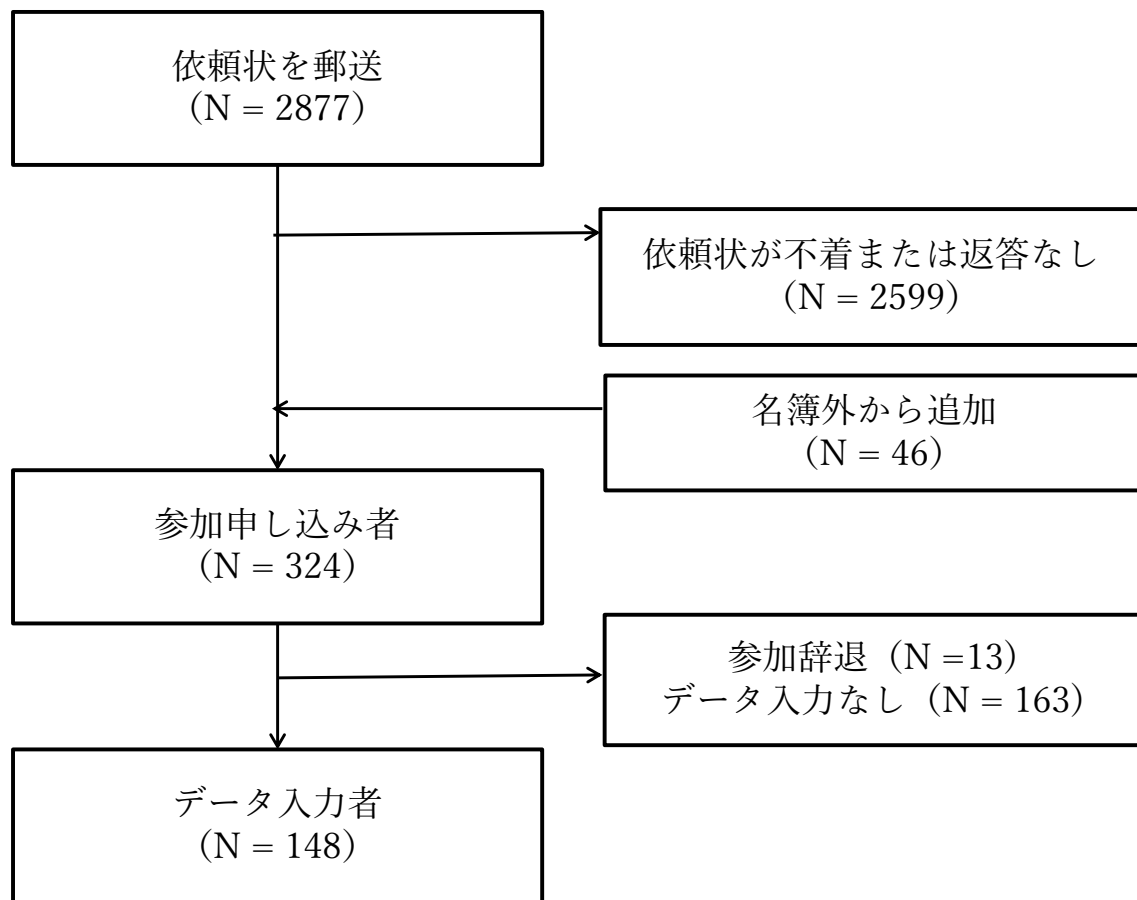 依頼状を郵送
（N = 2877）
依頼状が不着または返答なし
（N = 2599）
名簿外から追加
（N = 46）
参加申し込み者
（N = 324）
参加辞退（N =13）
データ入力なし（N = 163）
データ入力者
（N = 148）